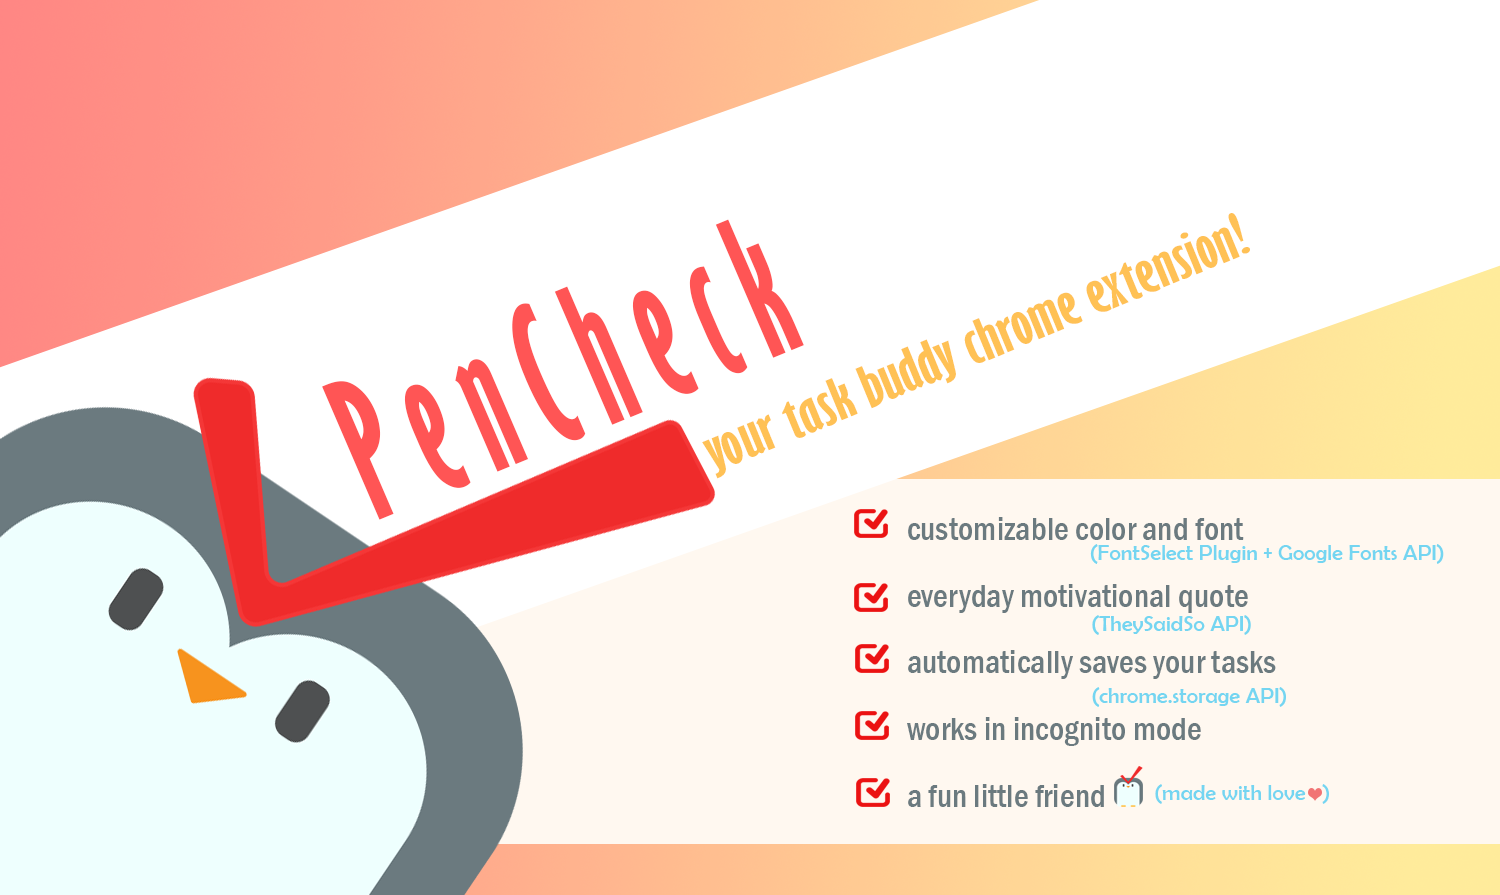 PenCheck
your task buddy chrome extension!
customizable color and font
(FontSelect Plugin + Google Fonts API)
everyday motivational quote
(TheySaidSo API)
automatically saves your tasks
(chrome.storage API)
works in incognito mode
a fun little friend (made with love❤)